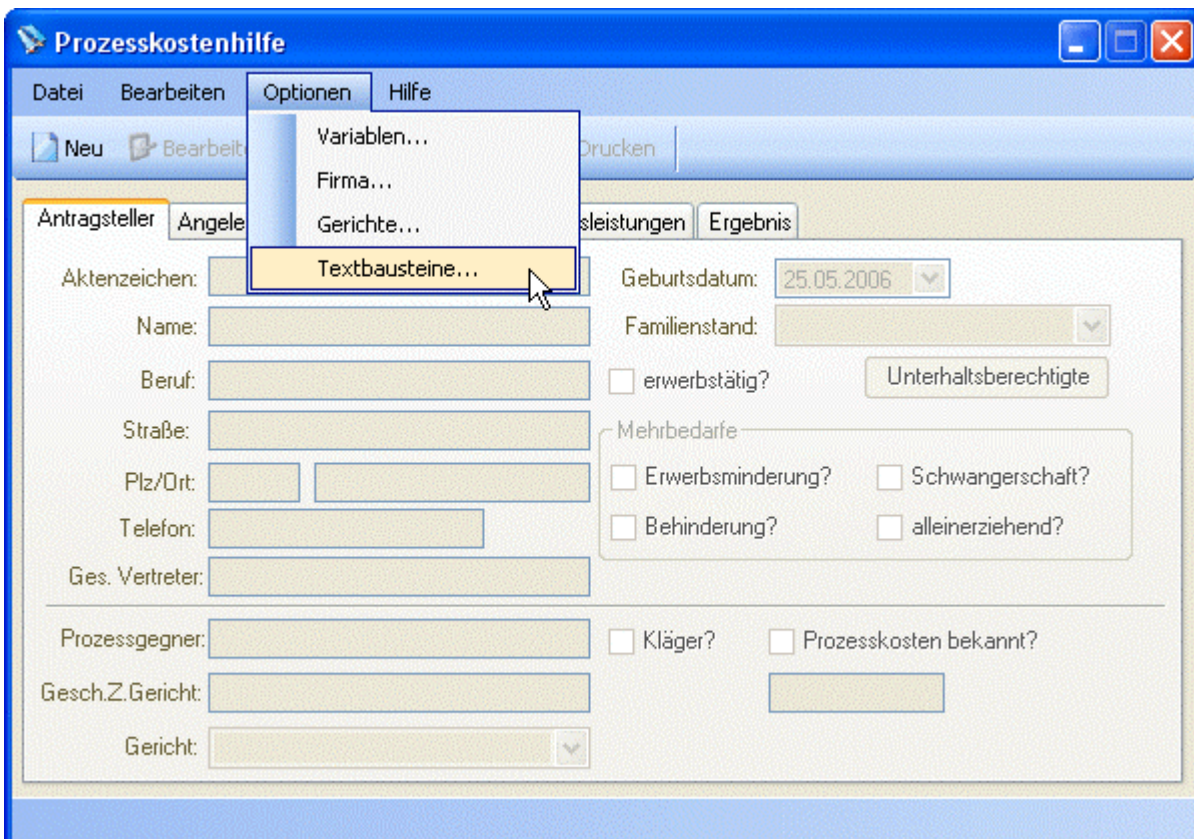 Prozesskostenhilfe
Datei Bearbeiten Optionen Hilfe
Neu Bearbeit Drucken
Variablen...
Firma...
Gerichte...
Textbausteine...
Antragsteller Angele sleistungen Ergebnis
Aktenzeichen: Geburtsdatum: 25.05.2006
Name: Familienstand:
Beruf: erwerbstätig? Unterhaltsberechtigte
Straße: Mehrbedarfe
Plz/Ort: Erwerbsminderung? Schwangerschaft?
Telefon: Behinderung? alleinerziehend?
Ges. Vertreter:
Prozessgegner: Kläger? Prozesskosten bekannt?
Gesch.Z.Gericht:
Gericht: